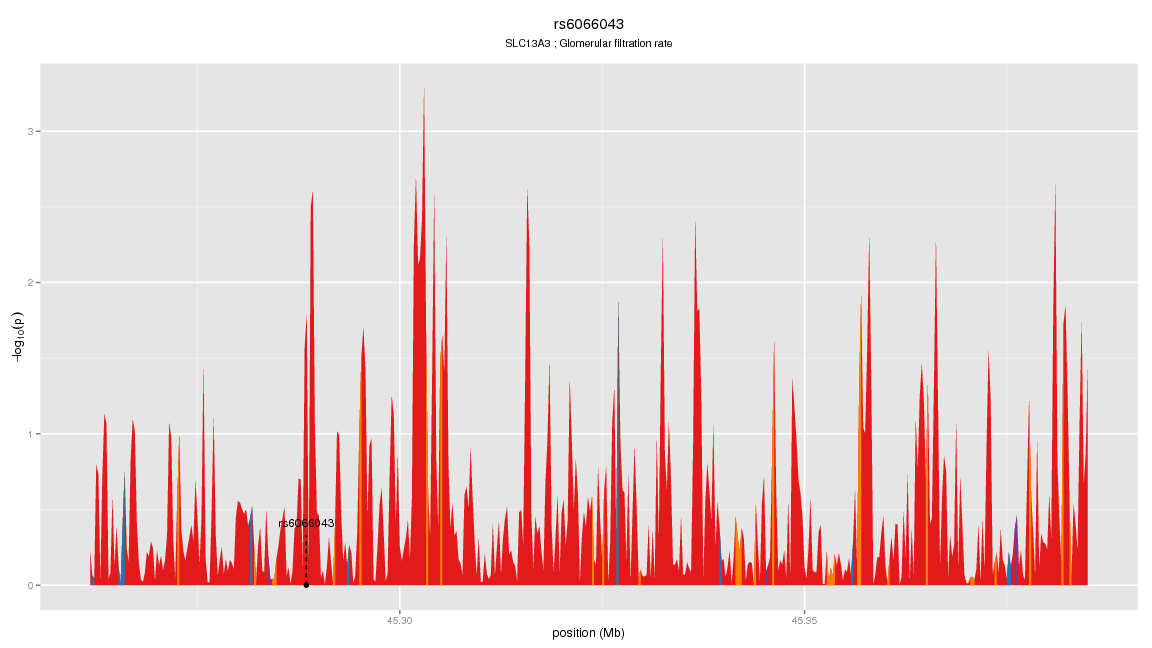 rs6066043
SLC13A3 ; Glomerular filtration rate
3
2
1
0
−log10(p)
rs6066043
45.30
45.35
position (Mb)